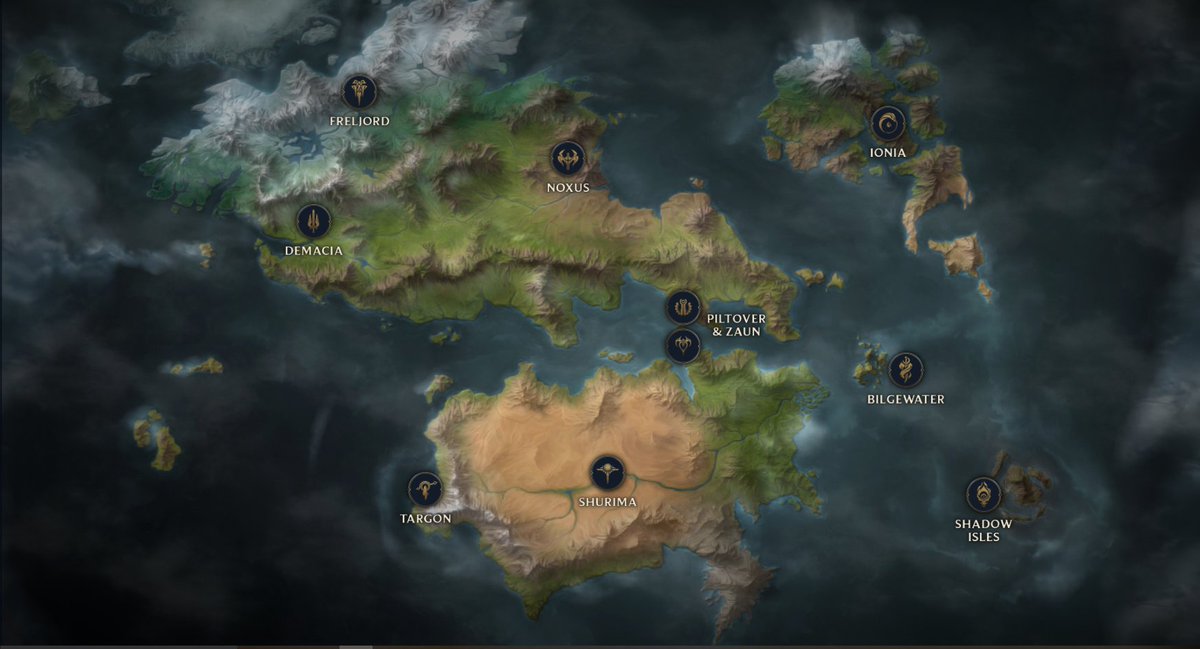 FRELJORD
IONIA
NOXUS
DEMACIA
PILTOVER
& ZAUN
BILGEWATER
SHURIMA
TARGON
SHADOW
ISLES